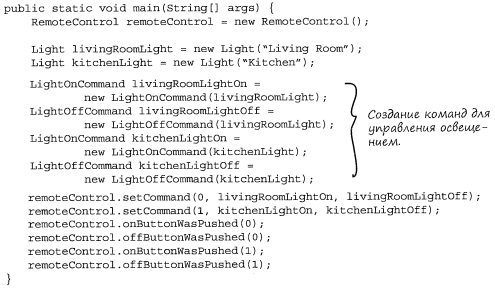 public static void main(String[] args) {
RemoteControl remoteControl = new RemoteControl();
Light livingRoomLight = new Light(“Living Room”);
Light kitchenLight = new Light(“Kitchen”);
LightOnCommand livingRoomLightOn =
new LightOnCommand(livingRoomLight);
LightOffCommand livingRoomLightOff =
new LightOffCommand(livingRoomLight);
LightOnCommand kitchenLightOn =
new LightOnCommand(kitchenLight);
LightOffCommand kitchenLightOff =
new LightOffCommand(kitchenLight);
Создание команд для
управления освеще-
нием.
remoteControl.setCommand(0, livingRoomLightOn, livingRoomLightOff);
remoteControl.setCommand(1, kitchenLightOn, kitchenLightOff);
remoteControl.onButtonWasPushed(0);
remoteControl.offButtonWasPushed(0);
remoteControl.onButtonWasPushed(1);
remoteControl.offButtonWasPushed(1);
}